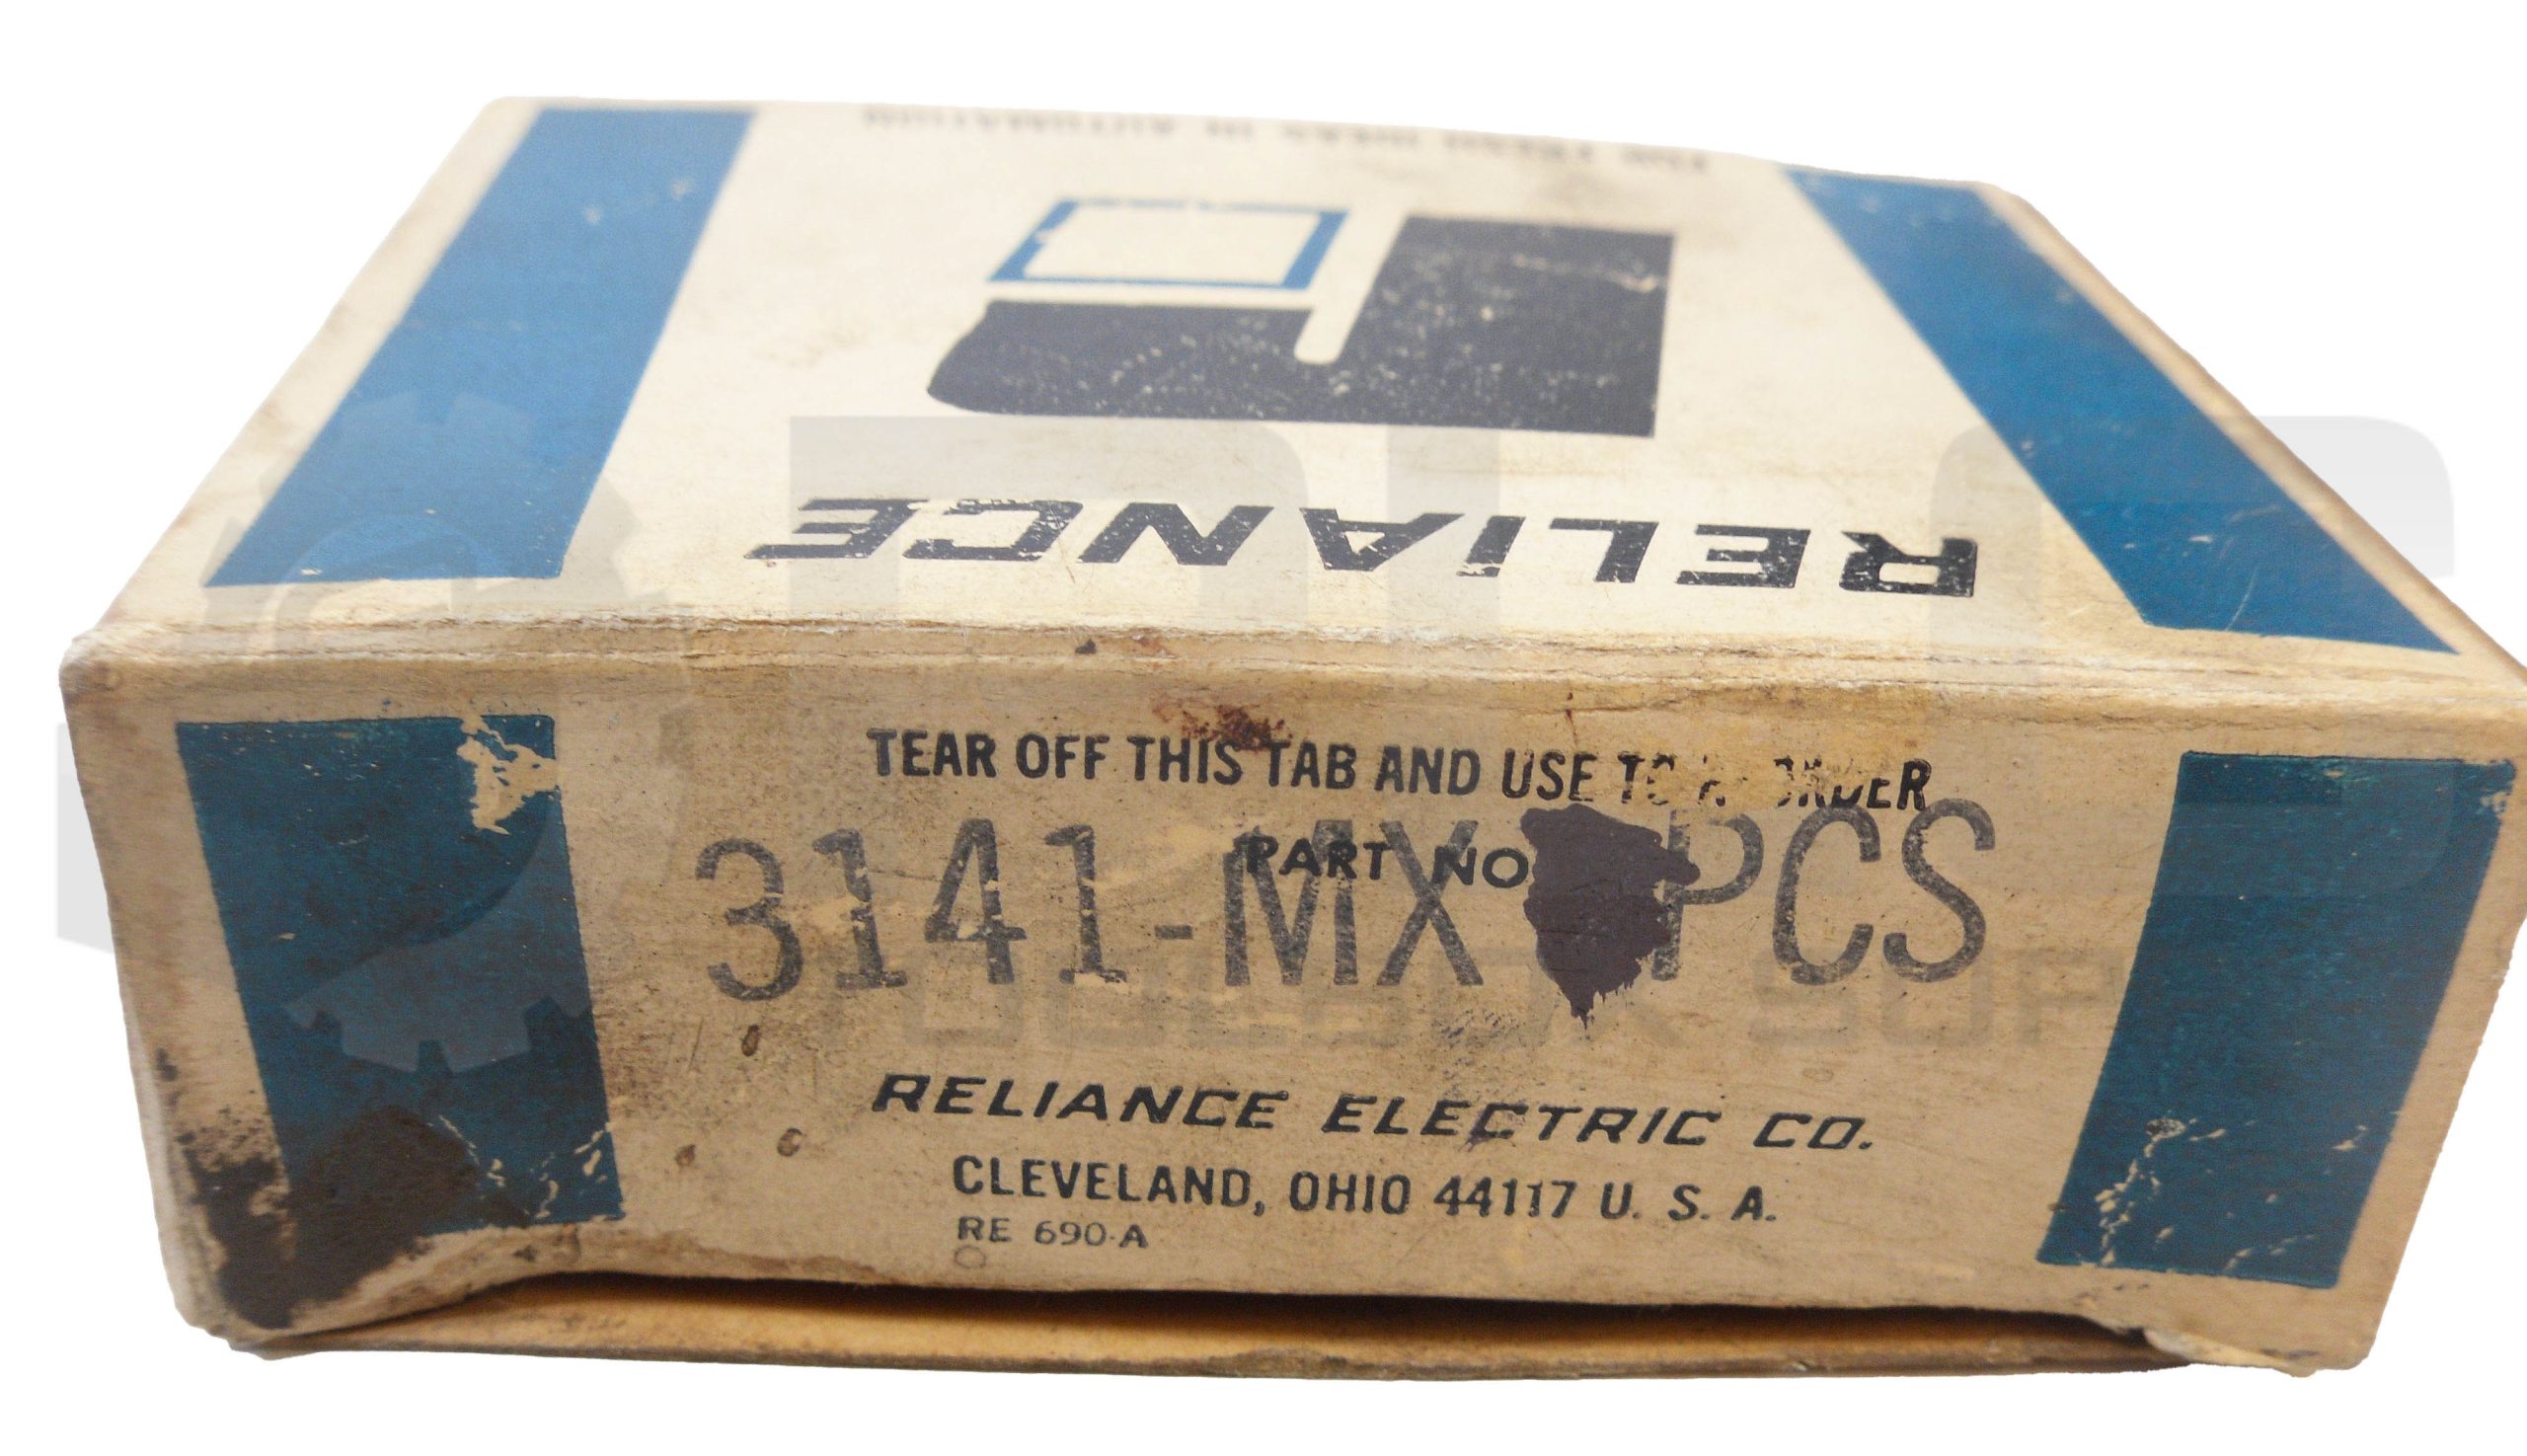 RELIANCE
TEAR OFF THIS TAB AND USE TO
PART NO
3141-MX PCS
RELIANCE ELECTRIC CO.
CLEVELAND, OHIO 44117 U. S. A.
RE 690-A